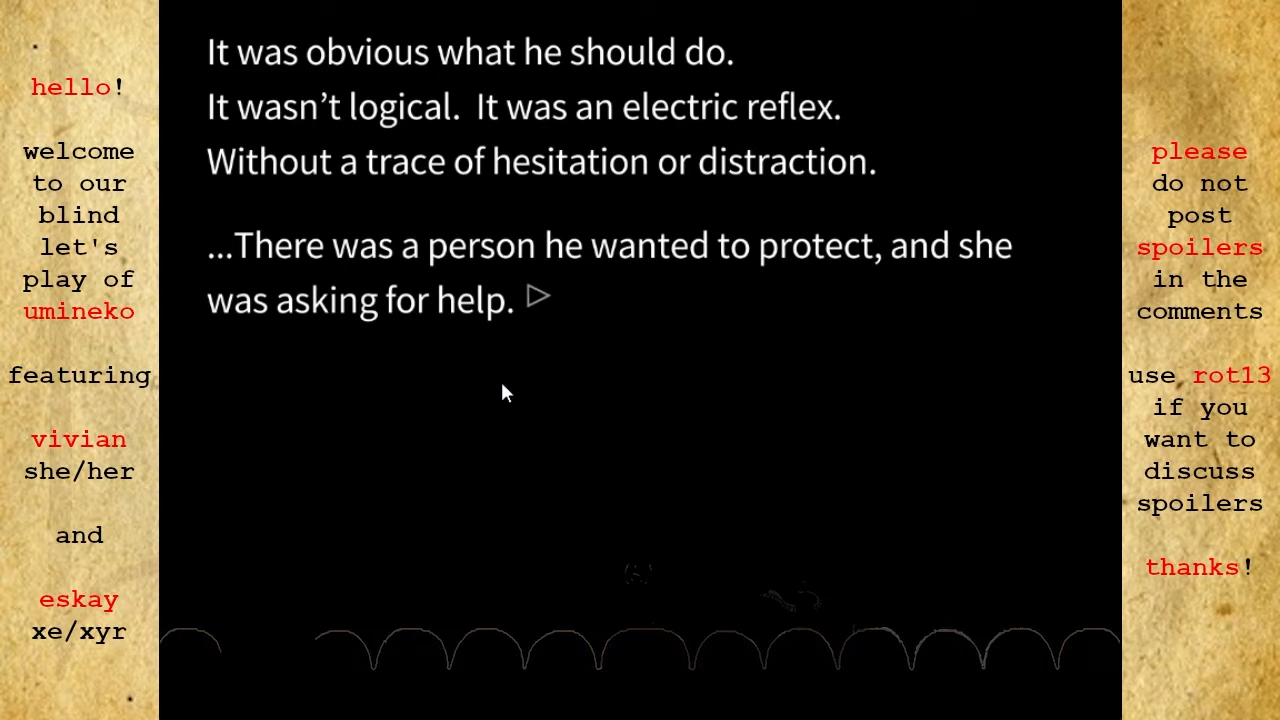 hello!
welcome
to our
blind
let's
play of
umineko
featuring
vivian
she/her
and
eskay
xe/xyr
It was obvious what he should do.
It wasn’t logical.  It was an electric reflex.
Without a trace of hesitation or distraction.
...There was a person he wanted to protect, and she
was asking for help.
please
do not
post
spoilers
in the
comments
use rot13
if you
want to
discuss
spoilers
thanks!